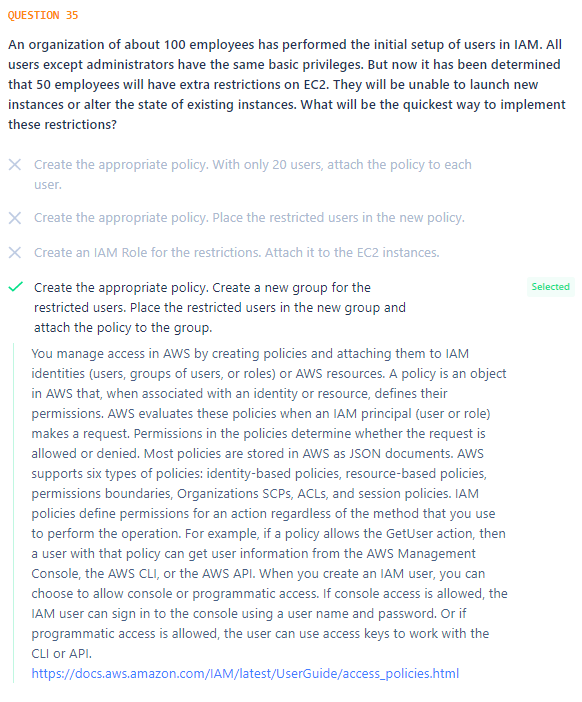 QUESTION 35
An organization of about 100 employees has performed the initial setup of users in IAM. All
users except administrators have the same basic privileges. But now it has been determined
that 50 employees will have extra restrictions on EC2. They will be unable to launch new
instances or alter the state of existing instances. What will be the quickest way to implement
these restrictions?
Create the appropriate policy. With only 20 users, attach the policy to each
user.
Create the appropriate policy. Place the restricted users in the new policy.
Create an IAM Role for the restrictions. Attach it to the EC2 instances.
Create the appropriate policy. Create a new group for the
restricted users. Place the restricted users in the new group and
attach the policy to the group.
Selected
You manage access in AWS by creating policies and attaching them to IAM
identities (users, groups of users, or roles) or AWS resources. A policy is an object
in AWS that, when associated with an identity or resource, defines their
permissions. AWS evaluates these policies when an IAM principal (user or role)
makes a request. Permissions in the policies determine whether the request is
allowed or denied. Most policies are stored in AWS as JSON documents. AWS
supports six types of policies: identity-based policies, resource-based policies,
permissions boundaries, Organizations SCPs, ACLs, and session policies. IAM
policies define permissions for an action regardless of the method that you use
to perform the operation. For example, if a policy allows the GetUser action, then
a user with that policy can get user information from the AWS Management
Console, the AWS CLI, or the AWS API. When you create an IAM user, you can
choose to allow console or programmatic access. If console access is allowed, the
IAM user can sign in to the console using a user name and password. Or if
programmatic access is allowed, the user can use access keys to work with the
CLI or API.
https://docs.aws.amazon.com/IAM/latest/UserGuide/access_policies.html